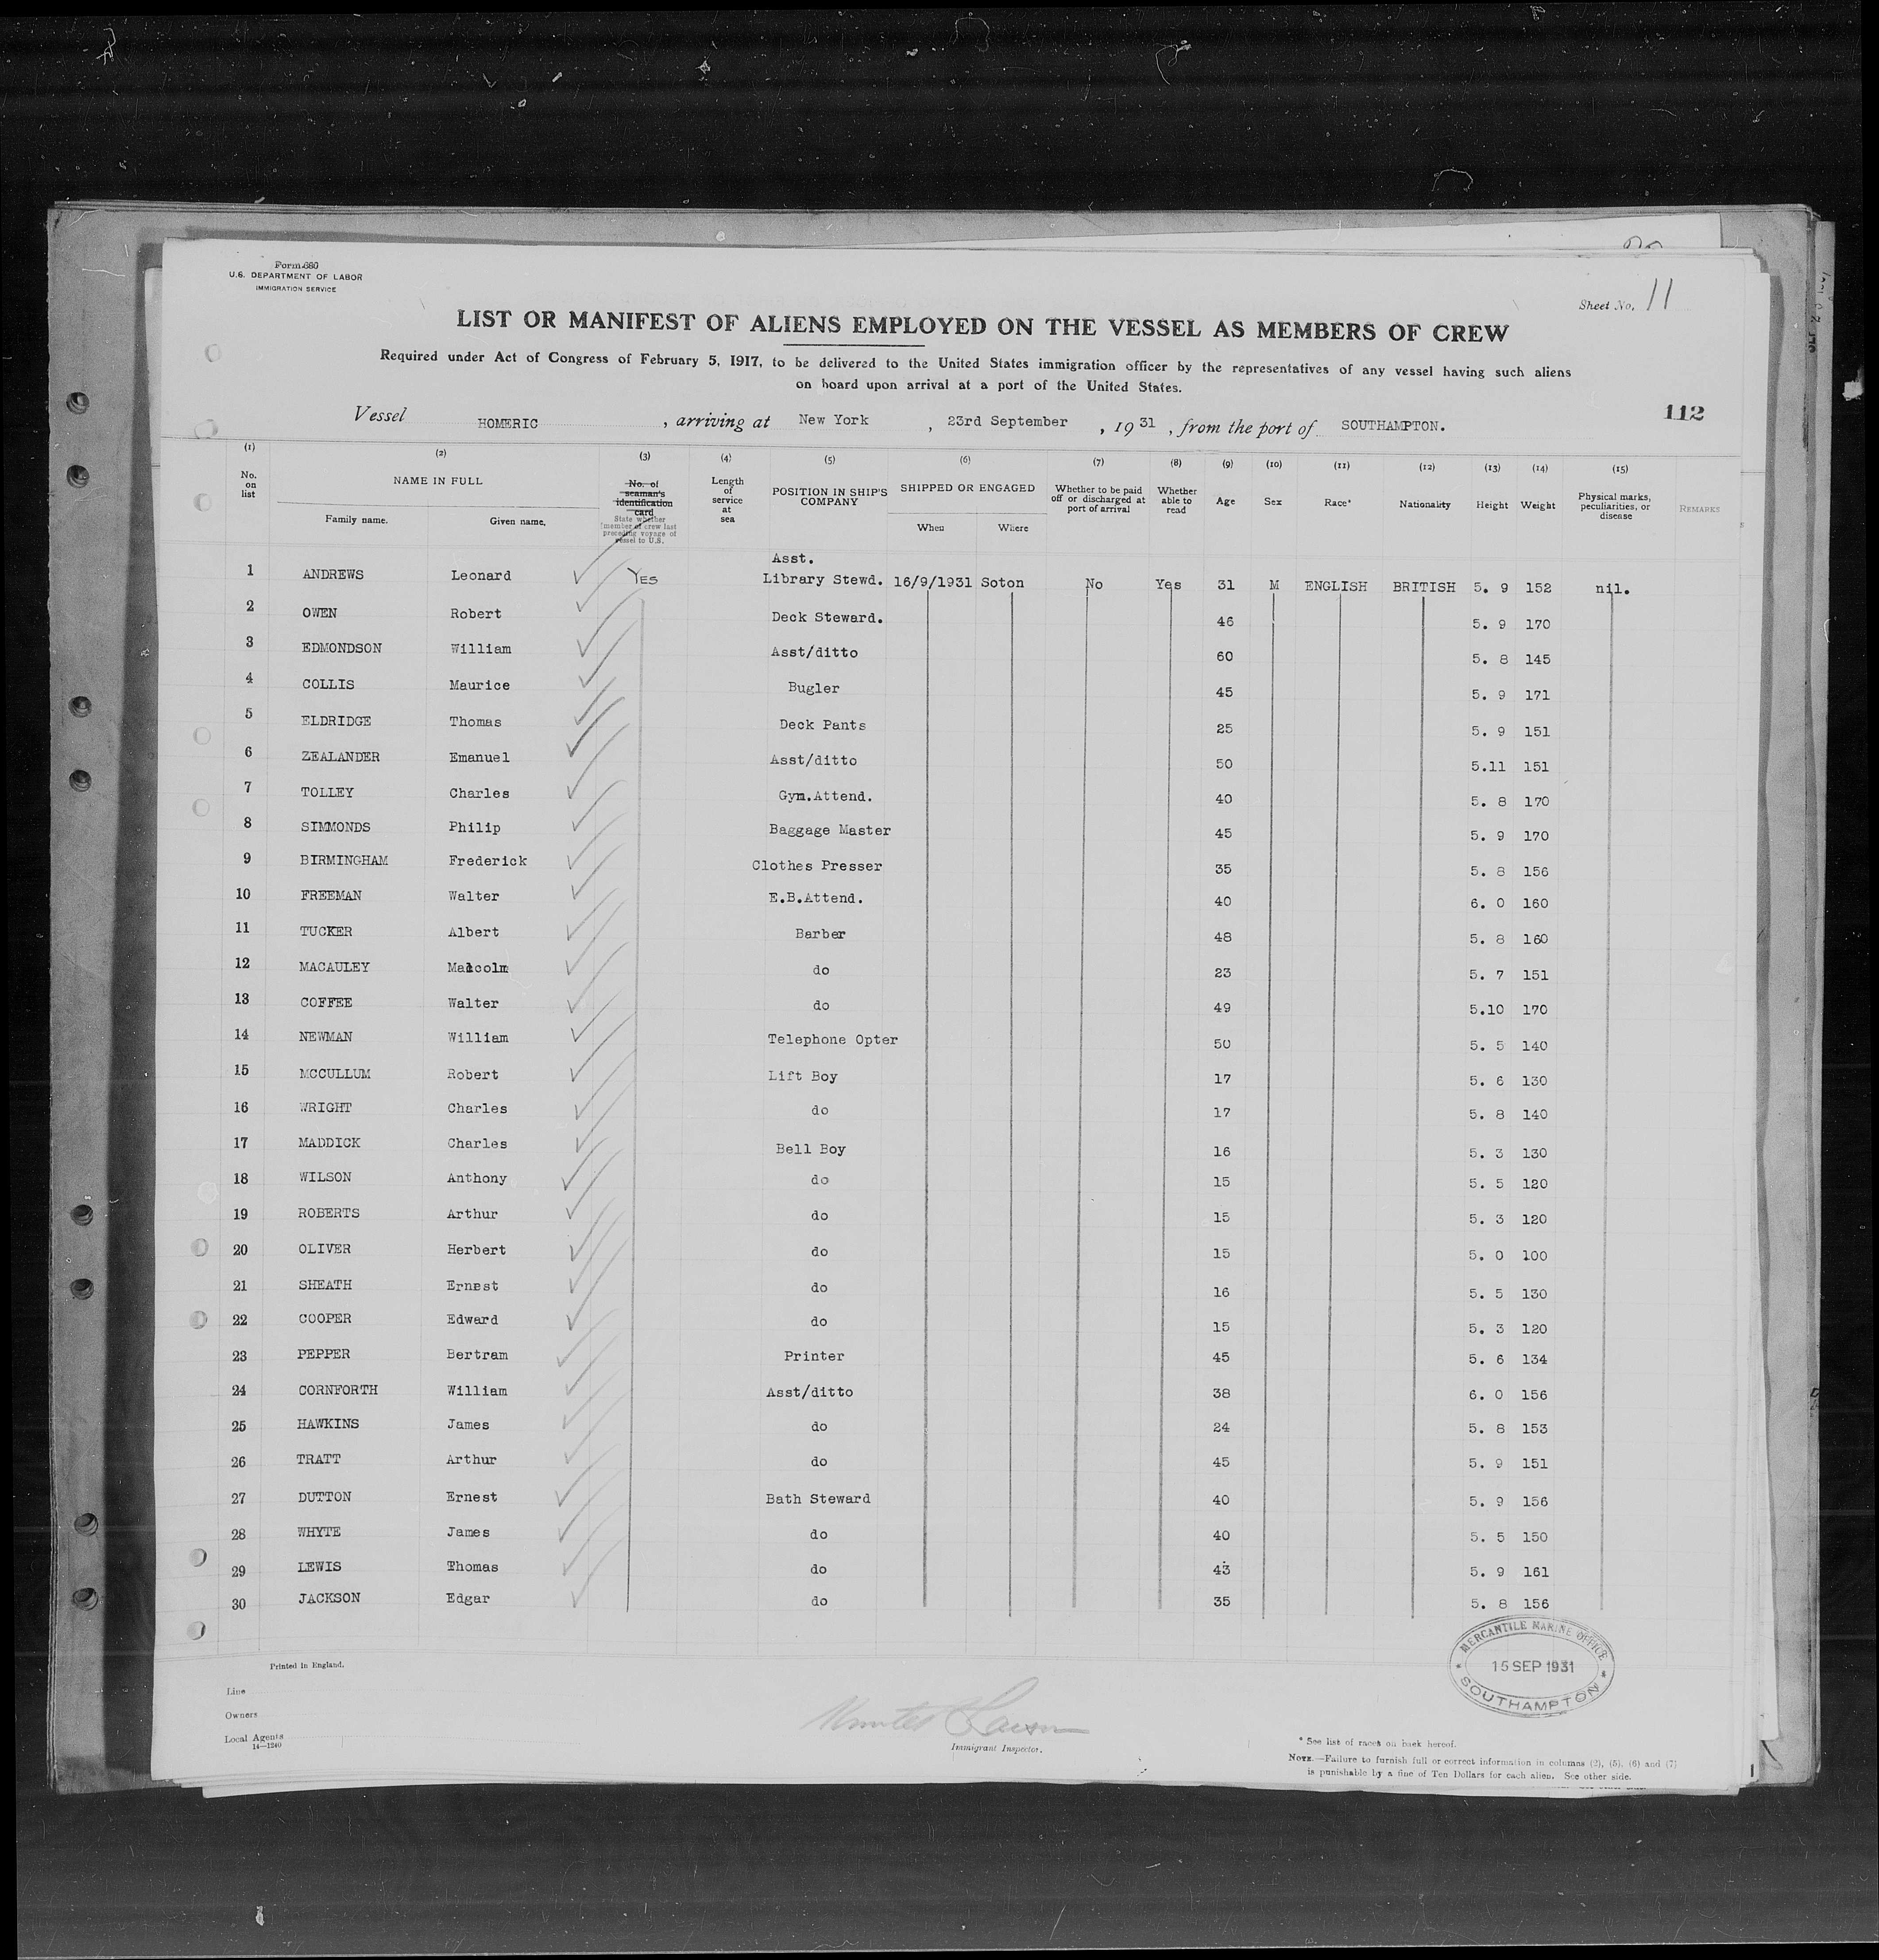 Form 680
U.S. DEPARTMENT OF LABOR
IMMIGRATION SERVICE
Sheet No. 11
LIST OR MANIFEST OF ALIENS EMPLOYED ON THE VESSEL AS MEMBERS OF CREW
Required under Act of Congress of February 5, 1917, to be delivered to the United States immigration officer by the representatives of any vessel having such aliens
on board upon arrival at a port of the United States.
112
Vessel HOMERIC, arriving at New York, 23rd September, 1931, from the port of SOUTHAMPTON.
(1) (2) (3) (4) (5) (6) (7) (8) (9) (10) (11) (12) (13) (14) (15)
No. on list
NAME IN FULL
Family name. Given name.
No. of seaman's identification card
State whether member of crew last preceding voyage of vessel to U.S.
Length of service at sea
POSITION IN SHIP'S COMPANY
SHIPPED OR ENGAGED
When Where
Whether to be paid off or discharged at port of arrival
Whether able to read
Age
Sex
Race*
Nationality
Height
Weight
Physical marks, peculiarities, or disease
REMARKS
1 ANDREWS Leonard YES Asst. Library Stewd. 16/9/1931 Soton No Yes 31 M ENGLISH BRITISH 5. 9 152 nil.
2 OWEN Robert Deck Steward. 46 5. 9 170
3 EDMONDSON William Asst/ditto 60 5. 8 145
4 COLLIS Maurice Bugler 45 5. 9 171
5 ELDRIDGE Thomas Deck Pants 25 5. 9 151
6 ZEALANDER Emanuel Asst/ditto 50 5.11 151
7 TOLLEY Charles Gym.Attend. 40 5. 8 170
8 SIMMONDS Philip Baggage Master 45 5. 9 170
9 BIRMINGHAM Frederick Clothes Presser 35 5. 8 156
10 FREEMAN Walter E.B.Attend. 40 6. 0 160
11 TUCKER Albert Barber 48 5. 8 160
12 MACAULEY Malcolm do 23 5. 7 151
13 COFFEE Walter do 49 5.10 170
14 NEWMAN William Telephone Opter 50 5. 5 140
15 MCCULLUM Robert Lift Boy 17 5. 6 130
16 WRIGHT Charles do 17 5. 8 140
17 MADDICK Charles Bell Boy 16 5. 3 130
18 WILSON Anthony do 15 5. 5 120
19 ROBERTS Arthur do 15 5. 3 120
20 OLIVER Herbert do 15 5. 0 100
21 SHEATH Ernest do 16 5. 5 130
22 COOPER Edward do 15 5. 3 120
23 PEPPER Bertram Printer 45 5. 6 134
24 CORNFORTH William Asst/ditto 38 6. 0 156
25 HAWKINS James do 24 5. 8 153
26 TRATT Arthur do 45 5. 9 151
27 DUTTON Ernest Bath Steward 40 5. 9 156
28 WHYTE James do 40 5. 5 150
29 LEWIS Thomas do 43 5. 9 161
30 JACKSON Edgar do 35 5. 8 156
MERCANTILE MARINE OFFICE
15 SEP 1931
SOUTHAMPTON
Printed in England.
Line
Owners
Local Agents
14—1240
Immigrant Inspector.
* See list of races on back hereof.
NOTE.—Failure to furnish full or correct information in columns (2), (5), (6) and (7)
is punishable by a fine of Ten Dollars for each alien. See other side.